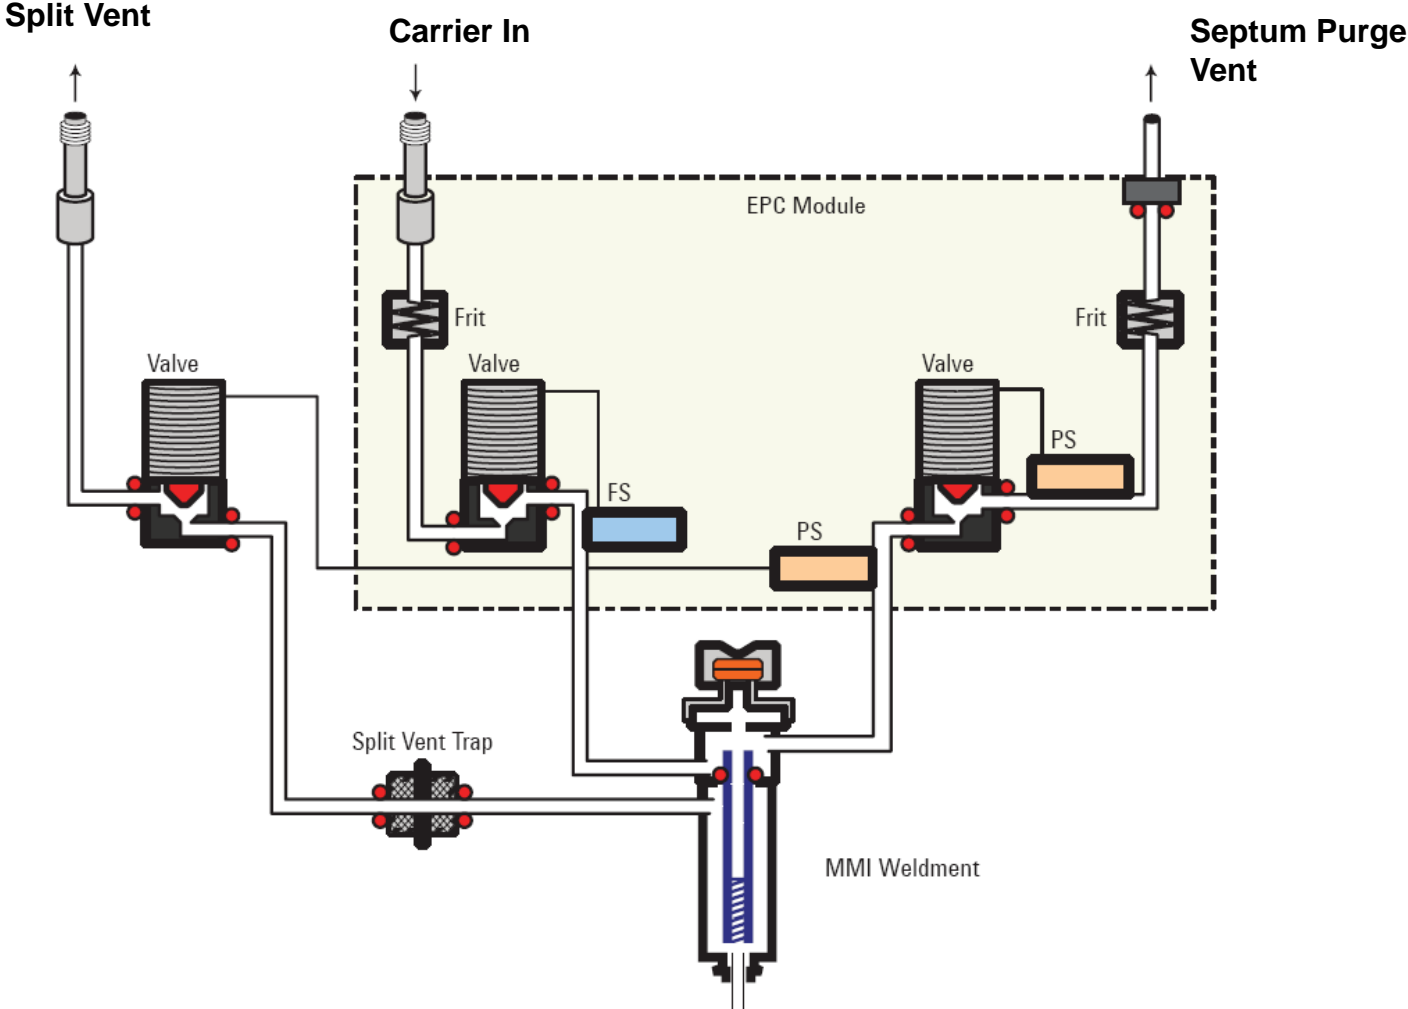 Split Vent
Carrier In
Septum Purge
Vent
EPC Module
Frit
Frit
Valve
Valve
Valve
PS
FS
PS
Split Vent Trap
MMI Weldment